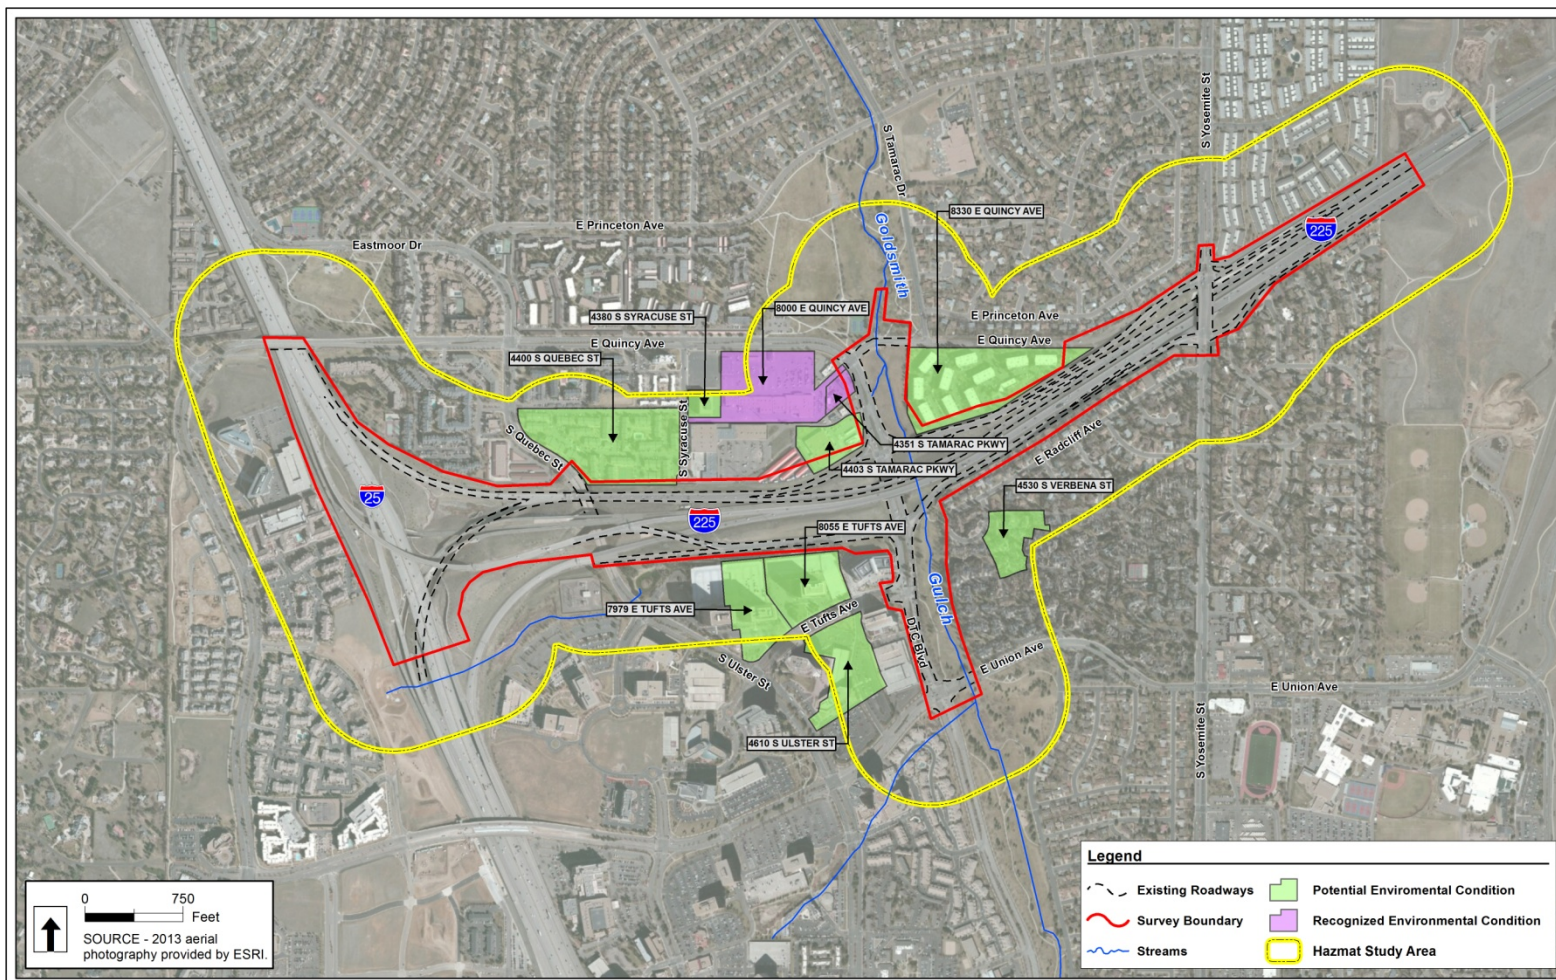 S Yosemite St
S Tamarac Dr
8330 E QUINCY AVE
Goldsmith
E Princeton Ave
225
Eastmoor Dr
8000 E QUINCY AVE
4380 S SYRACUSE ST
E Princeton Ave
E Quincy Ave
E Quincy Ave
4400 S QUEBEC ST
S Syracuse St
S Quebec St
4351 S TAMARAC PKWY
E Radcliff Ave
4403 S TAMARAC PKWY
4530 S VERBENA ST
25
225
8055 E TUFTS AVE
Gulch
7979 E TUFTS AVE
E Tufts Ave
DTC Blvd
E Union Ave
S Ulster St
E Union Ave
S Yosemite St
4610 S ULSTER ST
Legend
Existing Roadways
Potential Enviromental Condition
Survey Boundary
Recognized Environmental Condition
Streams
Hazmat Study Area
0 750
Feet
SOURCE - 2013 aerial
photography provided by ESRI.